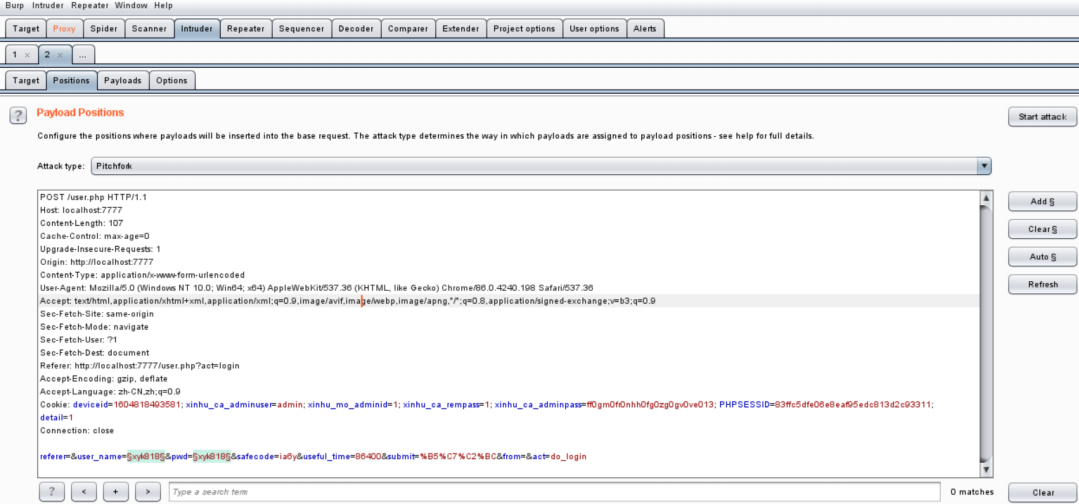 Burp Intruder Repeater Window Help
Target Proxy Spider Scanner Intruder Repeater Sequencer Decoder Comparer Extender Project options User options Alerts
1 × 2 × ...
Target Positions Payloads Options
? Payload Positions
Start attack
Configure the positions where payloads will be inserted into the base request. The attack type determines the way in which payloads are assigned to payload positions - see help for full details.
Attack type: Pitchfork
POST /user.php HTTP/1.1
Host: localhost:7777
Content-Length: 107
Cache-Control: max-age=0
Upgrade-Insecure-Requests: 1
Origin: http://localhost:7777
Content-Type: application/x-www-form-urlencoded
User-Agent: Mozilla/5.0 (Windows NT 10.0; Win64; x64) AppleWebKit/537.36 (KHTML, like Gecko) Chrome/86.0.4240.198 Safari/537.36
Accept: text/html,application/xhtml+xml,application/xml;q=0.9,image/avif,image/webp,image/apng,*/*;q=0.8,application/signed-exchange;v=b3;q=0.9
Sec-Fetch-Site: same-origin
Sec-Fetch-Mode: navigate
Sec-Fetch-User: ?1
Sec-Fetch-Dest: document
Referer: http://localhost:7777/user.php?act=login
Accept-Encoding: gzip, deflate
Accept-Language: zh-CN,zh;q=0.9
Cookie: deviceid=1604818493581; xinhu_ca_adminuser=admin; xinhu_mo_adminid=1; xinhu_ca_rempass=1; xinhu_ca_adminpass=ff0gm0fr0nhh0fg0zg0gv0ve013; PHPSESSID=83ffc5dfe06e8eaf95edc813d2c93311;
detail=1
Connection: close
referer=&user_name=§xyk818§&pwd=§xyk818§&safecode=ia6y&useful_time=86400&submit=%B5%C7%C2%BC&from=&act=do_login
Add §
Clear §
Auto §
Refresh
? < + > Type a search term 0 matches Clear